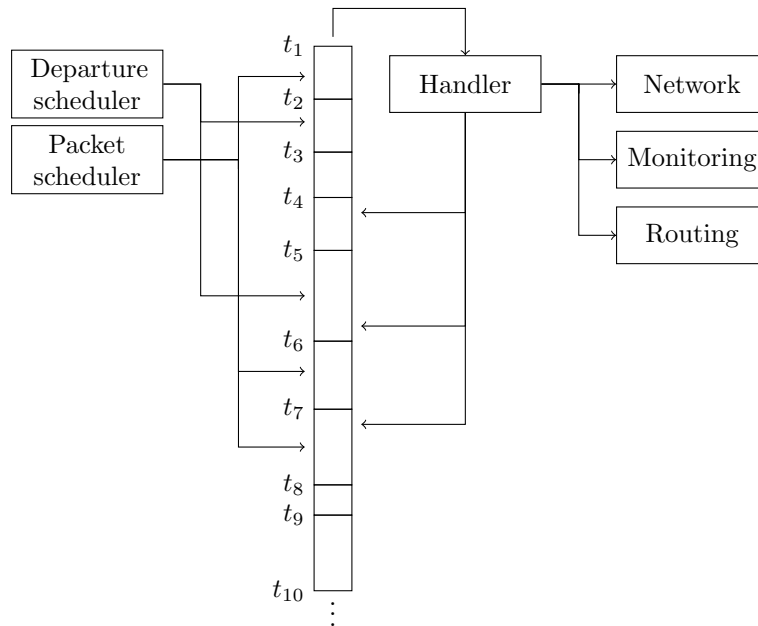 Departure
scheduler
Packet
scheduler
t1
t2
t3
t4
t5
t6
t7
t8
t9
t10
Handler
Network
Monitoring
Routing